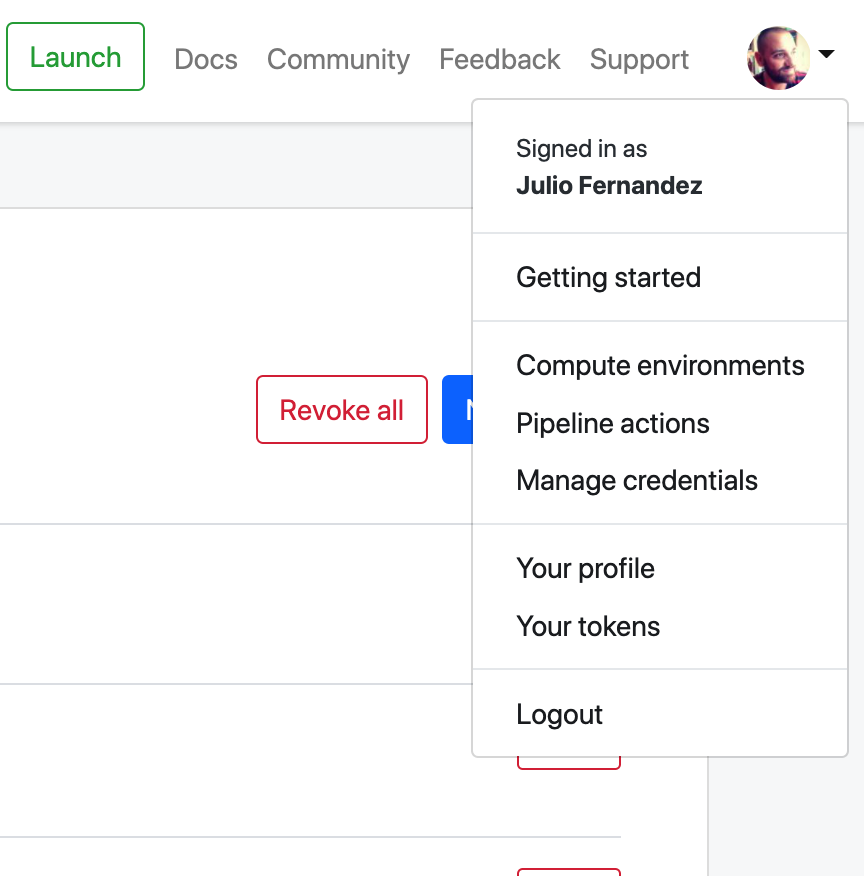 Launch
Docs
Community
Feedback
Support
Signed in as
Julio Fernandez
Getting started
Compute environments
Pipeline actions
Manage credentials
Your profile
Your tokens
Logout
Revoke all